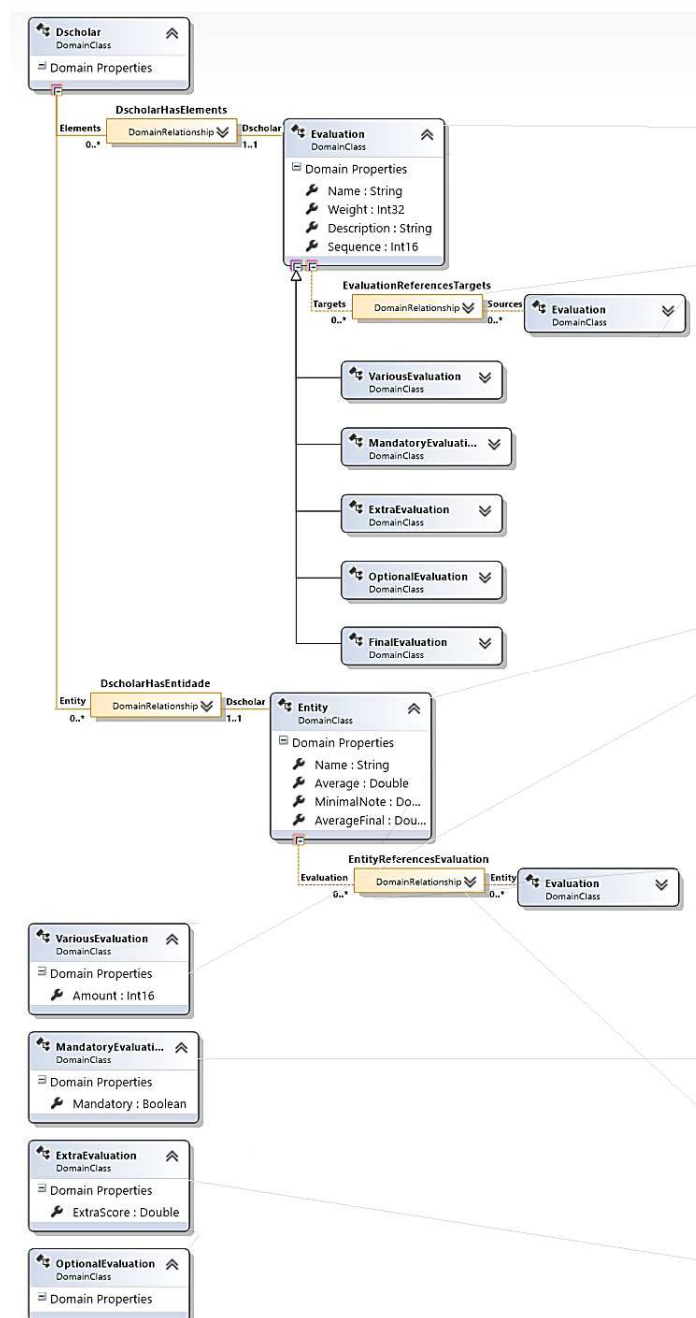 Dscholar
DomainClass
Domain Properties
DscholarHasElements
Elements
DomainRelationship
Dscholar
0..*
1..1
Evaluation
DomainClass
Domain Properties
Name : String
Weight : Int32
Description : String
Sequence : Int16
EvaluationReferencesTargets
Targets
DomainRelationship
Sources
0..*
0..*
Evaluation
DomainClass
VariousEvaluation
DomainClass
MandatoryEvaluati...
DomainClass
ExtraEvaluation
DomainClass
OptionalEvaluation
DomainClass
FinalEvaluation
DomainClass
DscholarHasEntidade
Entity
DomainRelationship
Dscholar
0..*
1..1
Entity
DomainClass
Domain Properties
Name : String
Average : Double
MinimalNote : Do...
AverageFinal : Dou...
EntityReferencesEvaluation
Evaluation
DomainRelationship
Entity
0..*
0..*
Evaluation
DomainClass
VariousEvaluation
DomainClass
Domain Properties
Amount : Int16
MandatoryEvaluati...
DomainClass
Domain Properties
Mandatory : Boolean
ExtraEvaluation
DomainClass
Domain Properties
ExtraScore : Double
OptionalEvaluation
DomainClass
Domain Properties